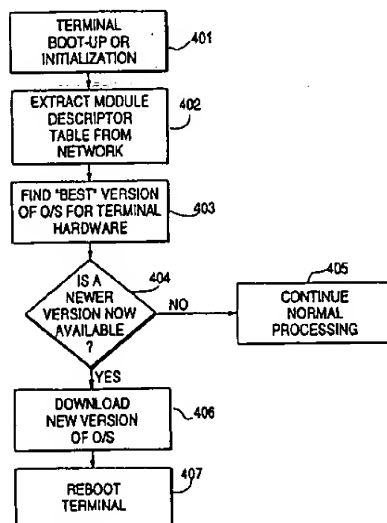 TERMINAL
BOOT-UP OR
INITIALIZATION
401
EXTRACT MODULE
DESCRIPTOR
TABLE FROM
NETWORK
402
FIND "BEST" VERSION
OF O/S FOR TERMINAL
HARDWARE
403
IS A
NEWER
VERSION NOW
AVAILABLE
?
404
NO
405
CONTINUE
NORMAL
PROCESSING
YES
DOWNLOAD
NEW VERSION
OF O/S
406
REBOOT
TERMINAL
407